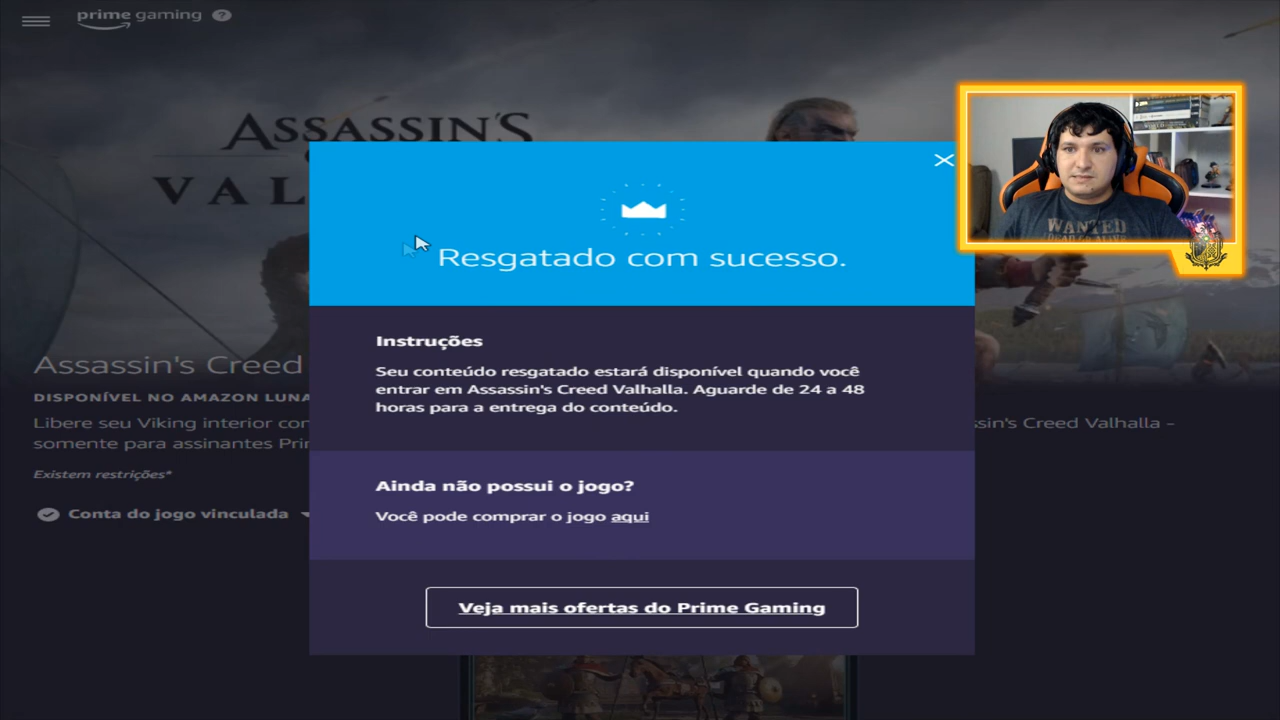 prime gaming ?
ASSASSIN'S
VAL
Resgatado com sucesso.
Instruções
Seu conteúdo resgatado estará disponível quando você
entrar em Assassin's Creed Valhalla. Aguarde de 24 a 48
horas para a entrega do conteúdo.
Assassin's Creed
DISPONÍVEL NO AMAZON LUNA
Libere seu Viking interior con
ssin's Creed Valhalla -
somente para assinantes Pri
Existem restrições*
Conta do jogo vinculada
Ainda não possui o jogo?
Você pode comprar o jogo aqui
Veja mais ofertas do Prime Gaming
WANTED